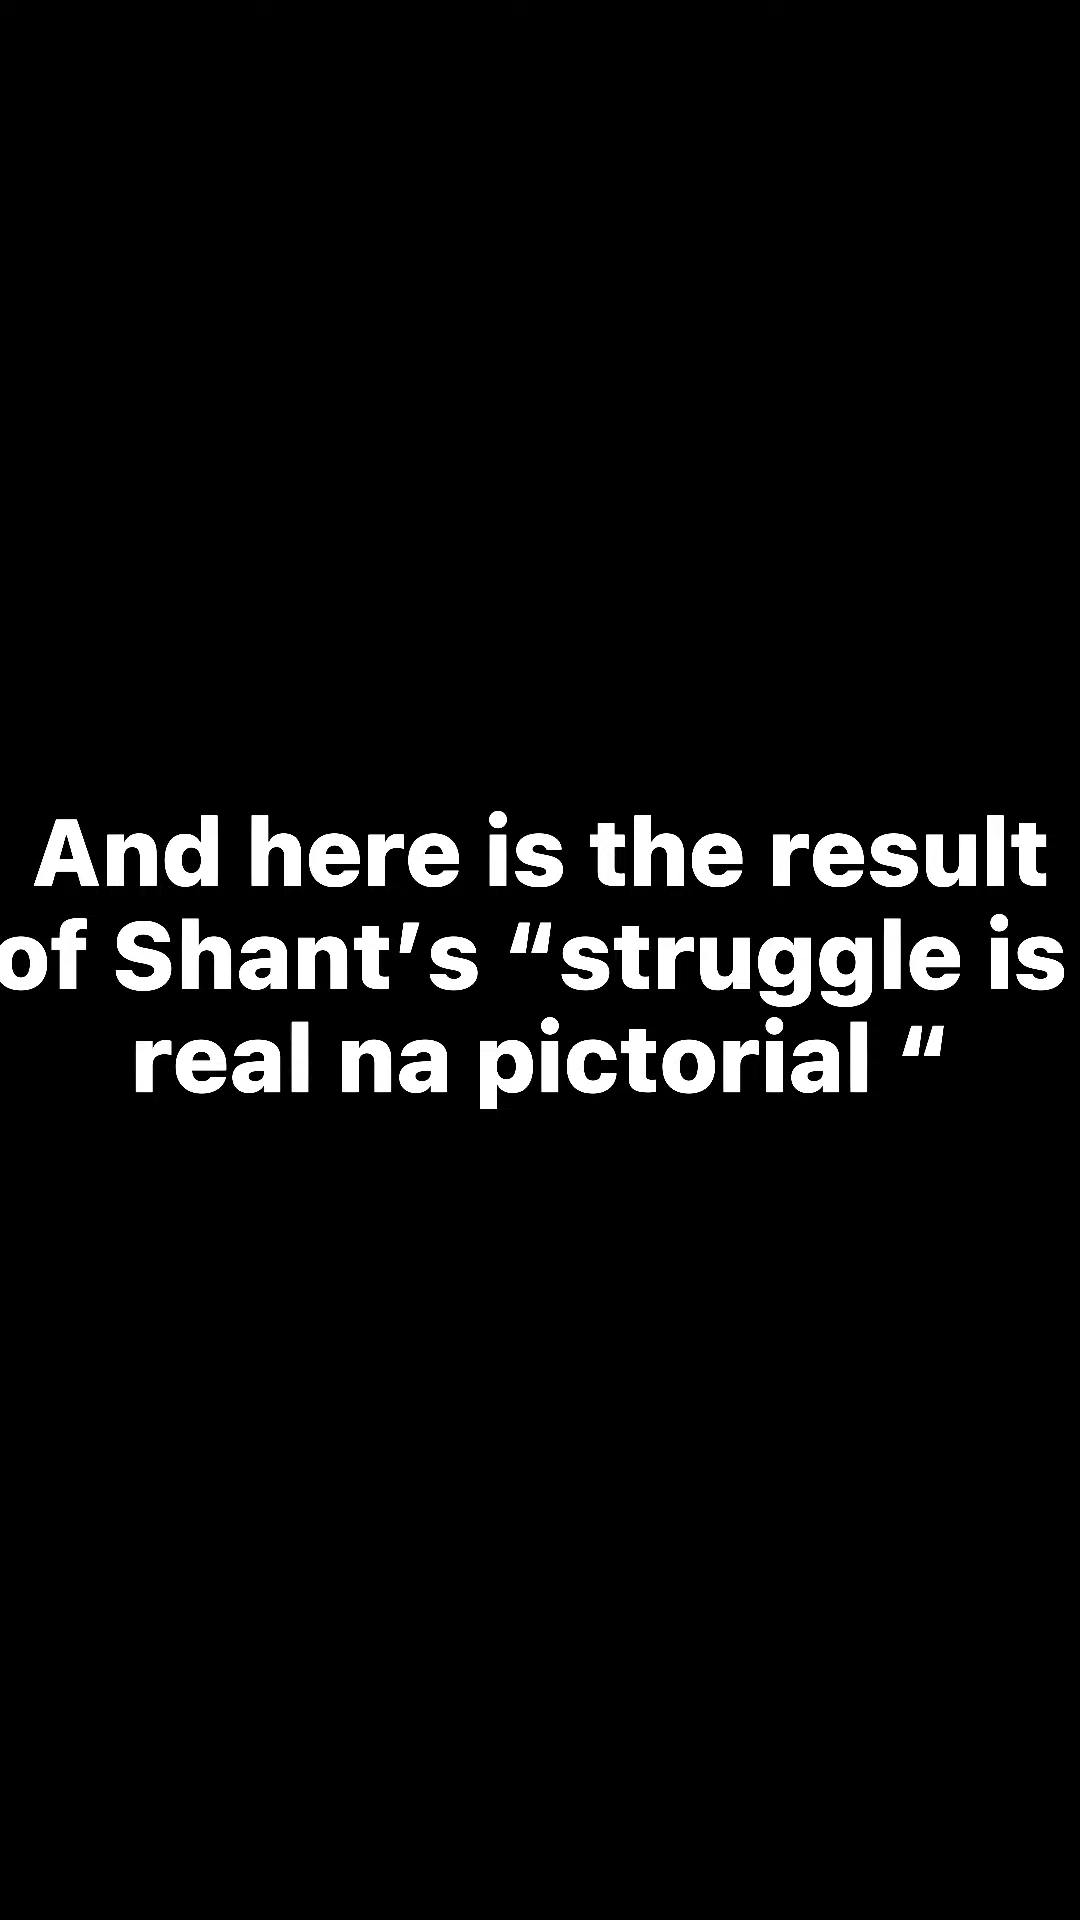 And here is the result
of Shant’s “struggle is
real na pictorial “